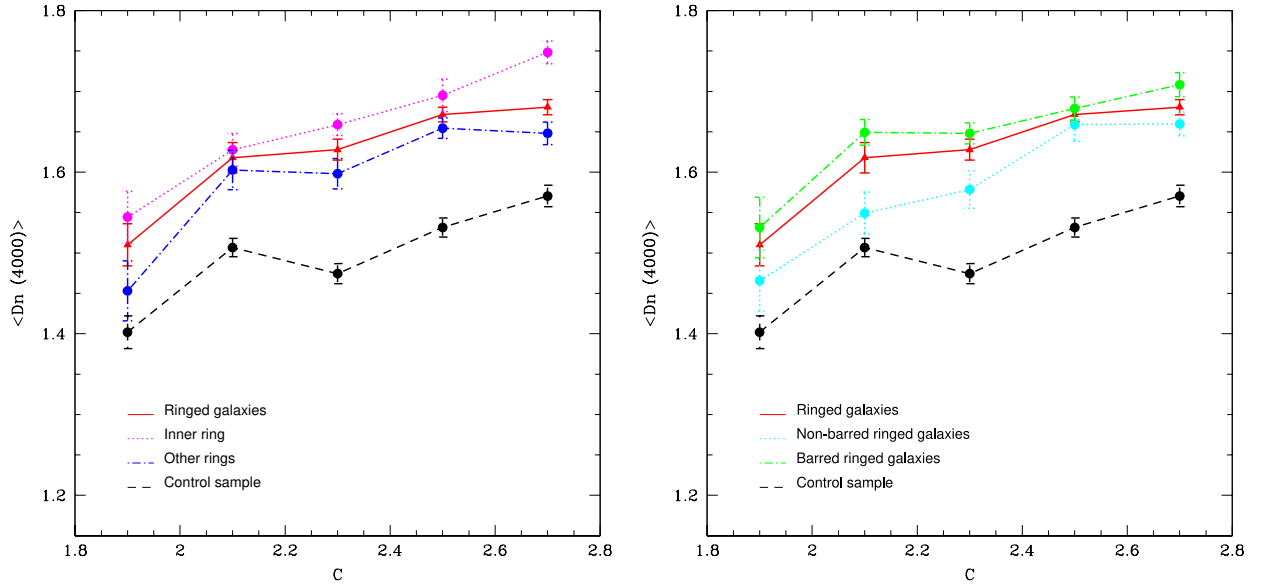 1.8
1.6
1.4
1.2
<Dn (4000)>
Ringed galaxies
Inner ring
Other rings
Control sample
1.8
2
2.2
2.4
2.6
2.8
C
1.8
1.6
1.4
1.2
<Dn (4000)>
Ringed galaxies
Non-barred ringed galaxies
Barred ringed galaxies
Control sample
1.8
2
2.2
2.4
2.6
2.8
C